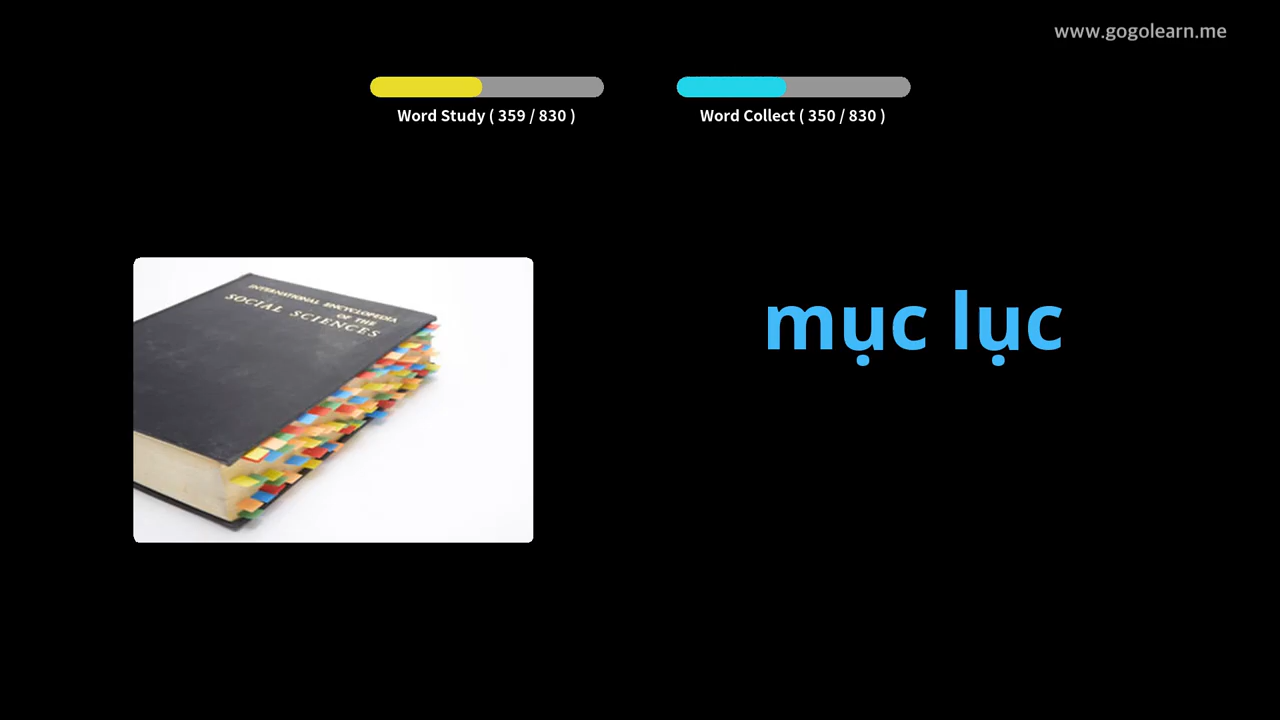 www.gogolearn.me
Word Study ( 359 / 830 )
Word Collect ( 350 / 830 )
INTERNATIONAL ENCYCLOPEDIA
OF THE
SOCIAL SCIENCES
mục lục